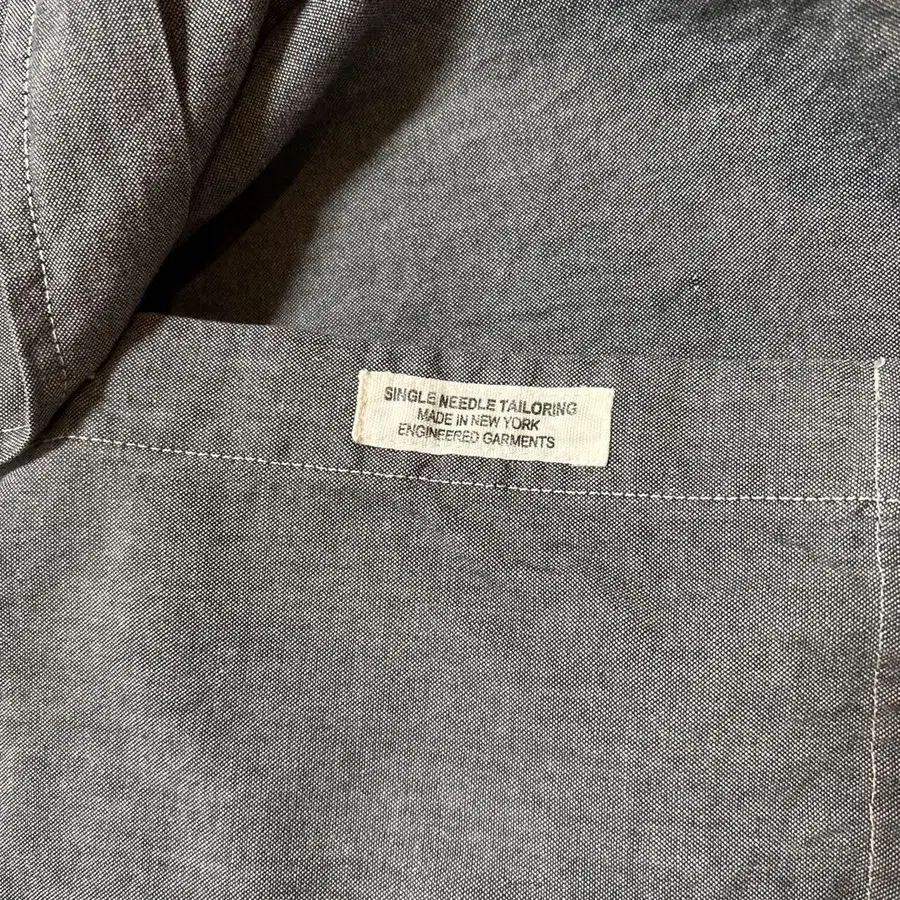 SINGLE NEEDLE TAILORING
MADE IN NEW YORK
ENGINEERED GARMENTS